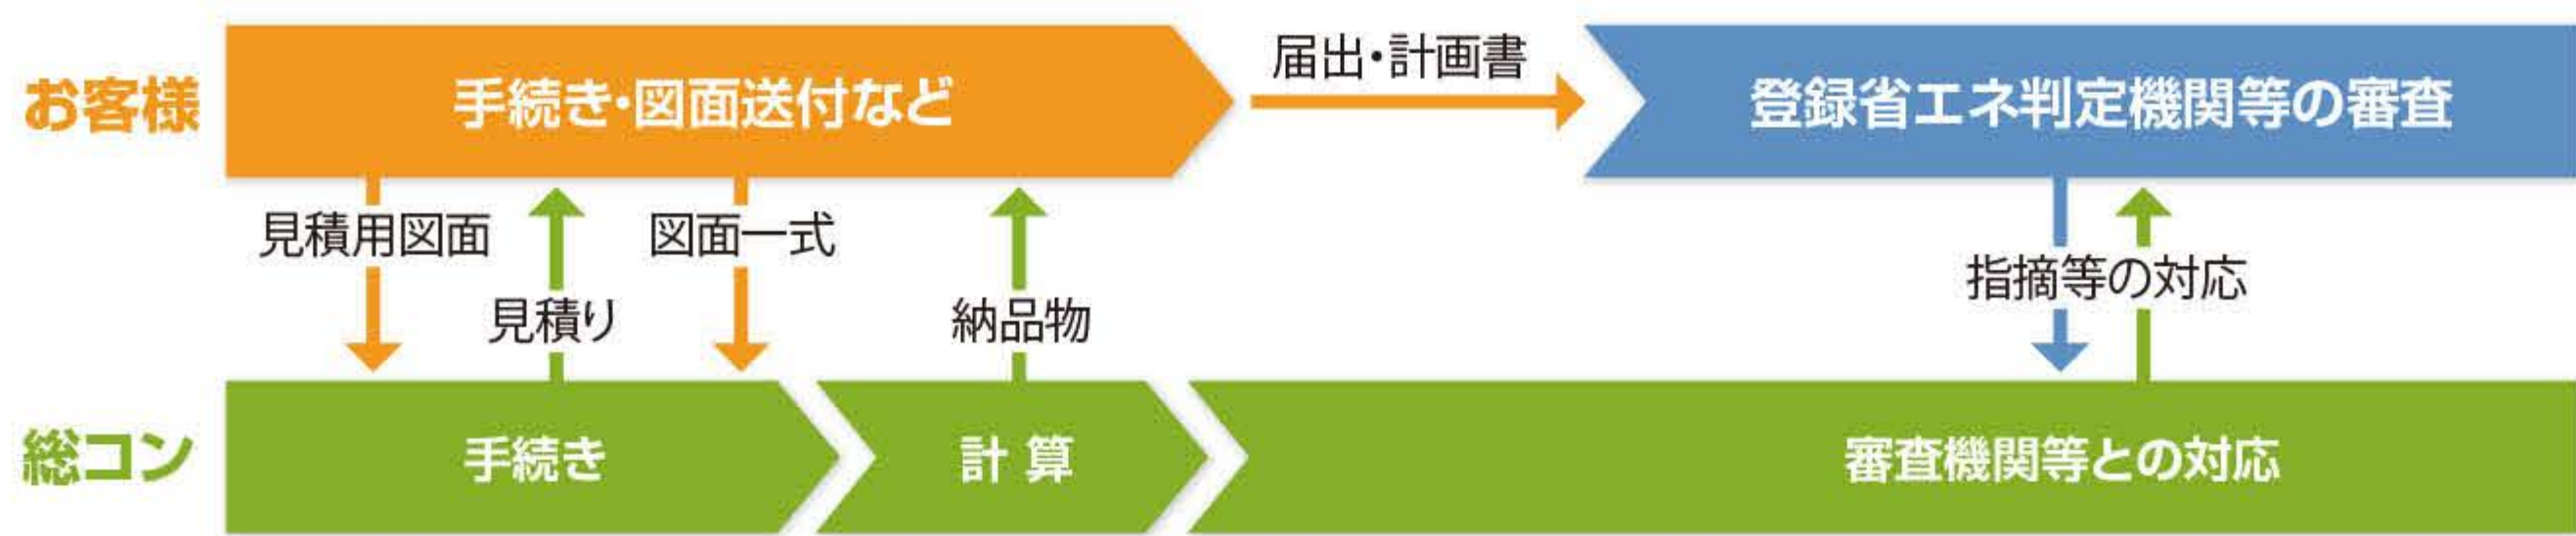 お客様
手続き・図面送付など
届出・計画書
登録省エネ判定機関等の審査
見積用図面
見積り
図面一式
納品物
指摘等の対応
総コン
手続き
計算
審査機関等との対応